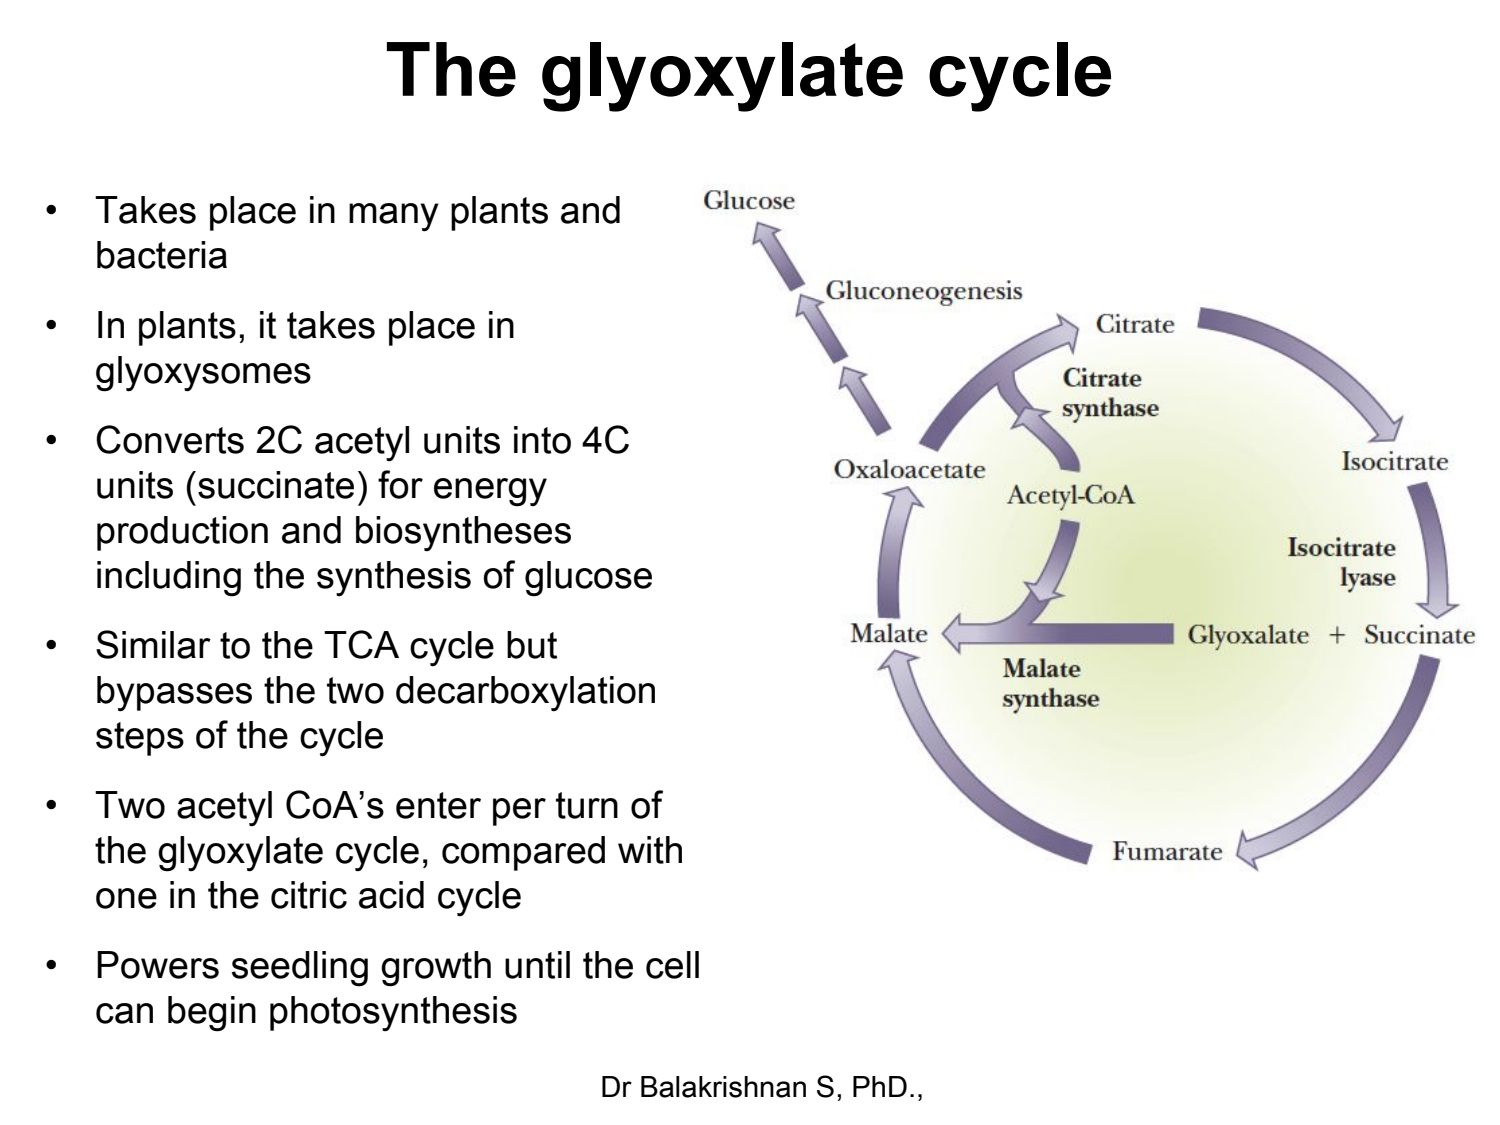 The glyoxylate cycle
• Takes place in many plants and
bacteria
• In plants, it takes place in
glyoxysomes
• Converts 2C acetyl units into 4C
units (succinate) for energy
production and biosyntheses
including the synthesis of glucose
• Similar to the TCA cycle but
bypasses the two decarboxylation
steps of the cycle
• Two acetyl CoA’s enter per turn of
the glyoxylate cycle, compared with
one in the citric acid cycle
• Powers seedling growth until the cell
can begin photosynthesis
Glucose
Gluconeogenesis
Citrate
Citrate
synthase
Oxaloacetate
Isocitrate
Acetyl-CoA
Isocitrate
lyase
Malate
Glyoxalate + Succinate
Malate
synthase
Fumarate
Dr Balakrishnan S, PhD.,